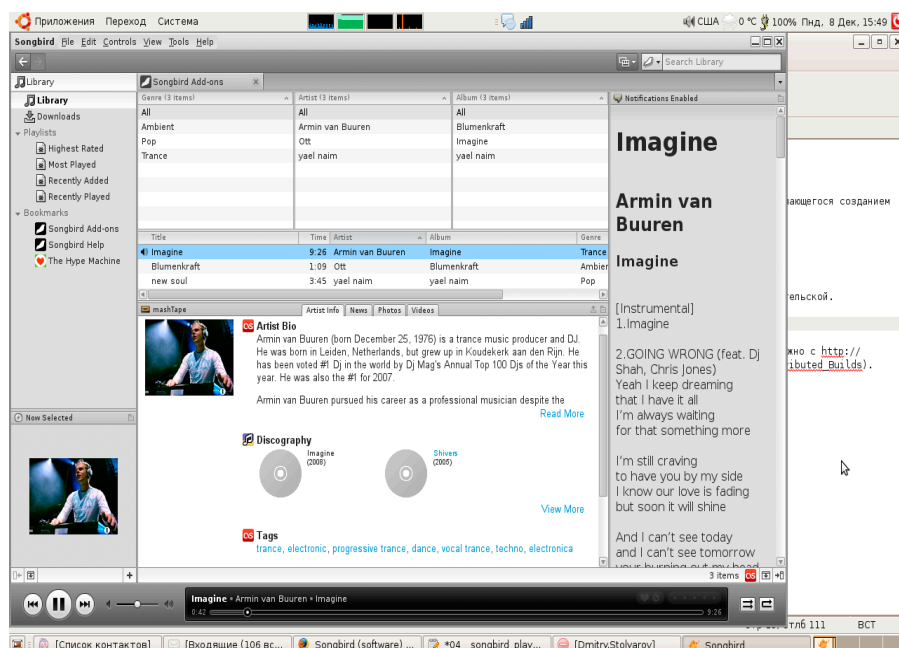 Приложения Переход Система
США 0 °C 100% Пнд, 8 Дек, 15:49
Songbird File Edit Controls View Tools Help
Search Library
Library
Songbird Add-ons
Library
Downloads
Playlists
Highest Rated
Most Played
Recently Added
Recently Played
Bookmarks
Songbird Add-ons
Songbird Help
The Hype Machine
Genre (3 items) Artist (3 items) Album (3 items)
All All All
Ambient Armin van Buuren Blumenkraft
Pop Ott Imagine
Trance yael naim yael naim
Title Time Artist Album Genre
Imagine 9:26 Armin van Buuren Imagine Trance
Blumenkraft 1:09 Ott Blumenkraft Ambier
new soul 3:45 yael naim yael naim Pop
mashTape Artist Info News Photos Videos
Artist Bio
Armin van Buuren (born December 25, 1976) is a trance music producer and DJ.
He was born in Leiden, Netherlands, but grew up in Koudekerk aan den Rijn. He
has been voted #1 Dj in the world by Dj Mag's Annual Top 100 Djs of the Year this
year. He was also the #1 for 2007.
Armin van Buuren pursued his career as a professional musician despite the
Read More
Discography
Imagine
(2008)
Shivers
(2005)
View More
Tags
trance, electronic, progressive trance, dance, vocal trance, techno, electronica
Notifications Enabled
Imagine
Armin van
Buuren
Imagine
[Instrumental]
1.Imagine
2.GOING WRONG (feat. Dj
Shah, Chris Jones)
Yeah I keep dreaming
that I have it all
I'm always waiting
for that something more
I'm still craving
to have you by my side
I know our love is fading
but soon it will shine
And I can't see today
and I can't see tomorrow
your burning out my head
Now Selected
3 items
Imagine • Armin van Buuren • Imagine
0:42 9:26
ающегося созданием
ительской.
жно с http://
ributed_Builds).
тлб 111 ВСТ
[Список контактов] [Входящие (106 вс... Songbird (software) ... *04_songbird_play... [Dmitry.Stolyarov] Songbird